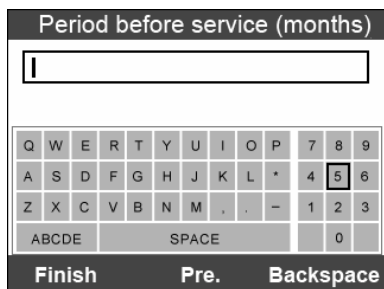 Period before service (months)
Q W E R T Y U I O P 7 8 9
A S D F G H J K L * 4 5 6
Z X C V B N M , . – 1 2 3
ABCDE SPACE 0
Finish Pre. Backspace